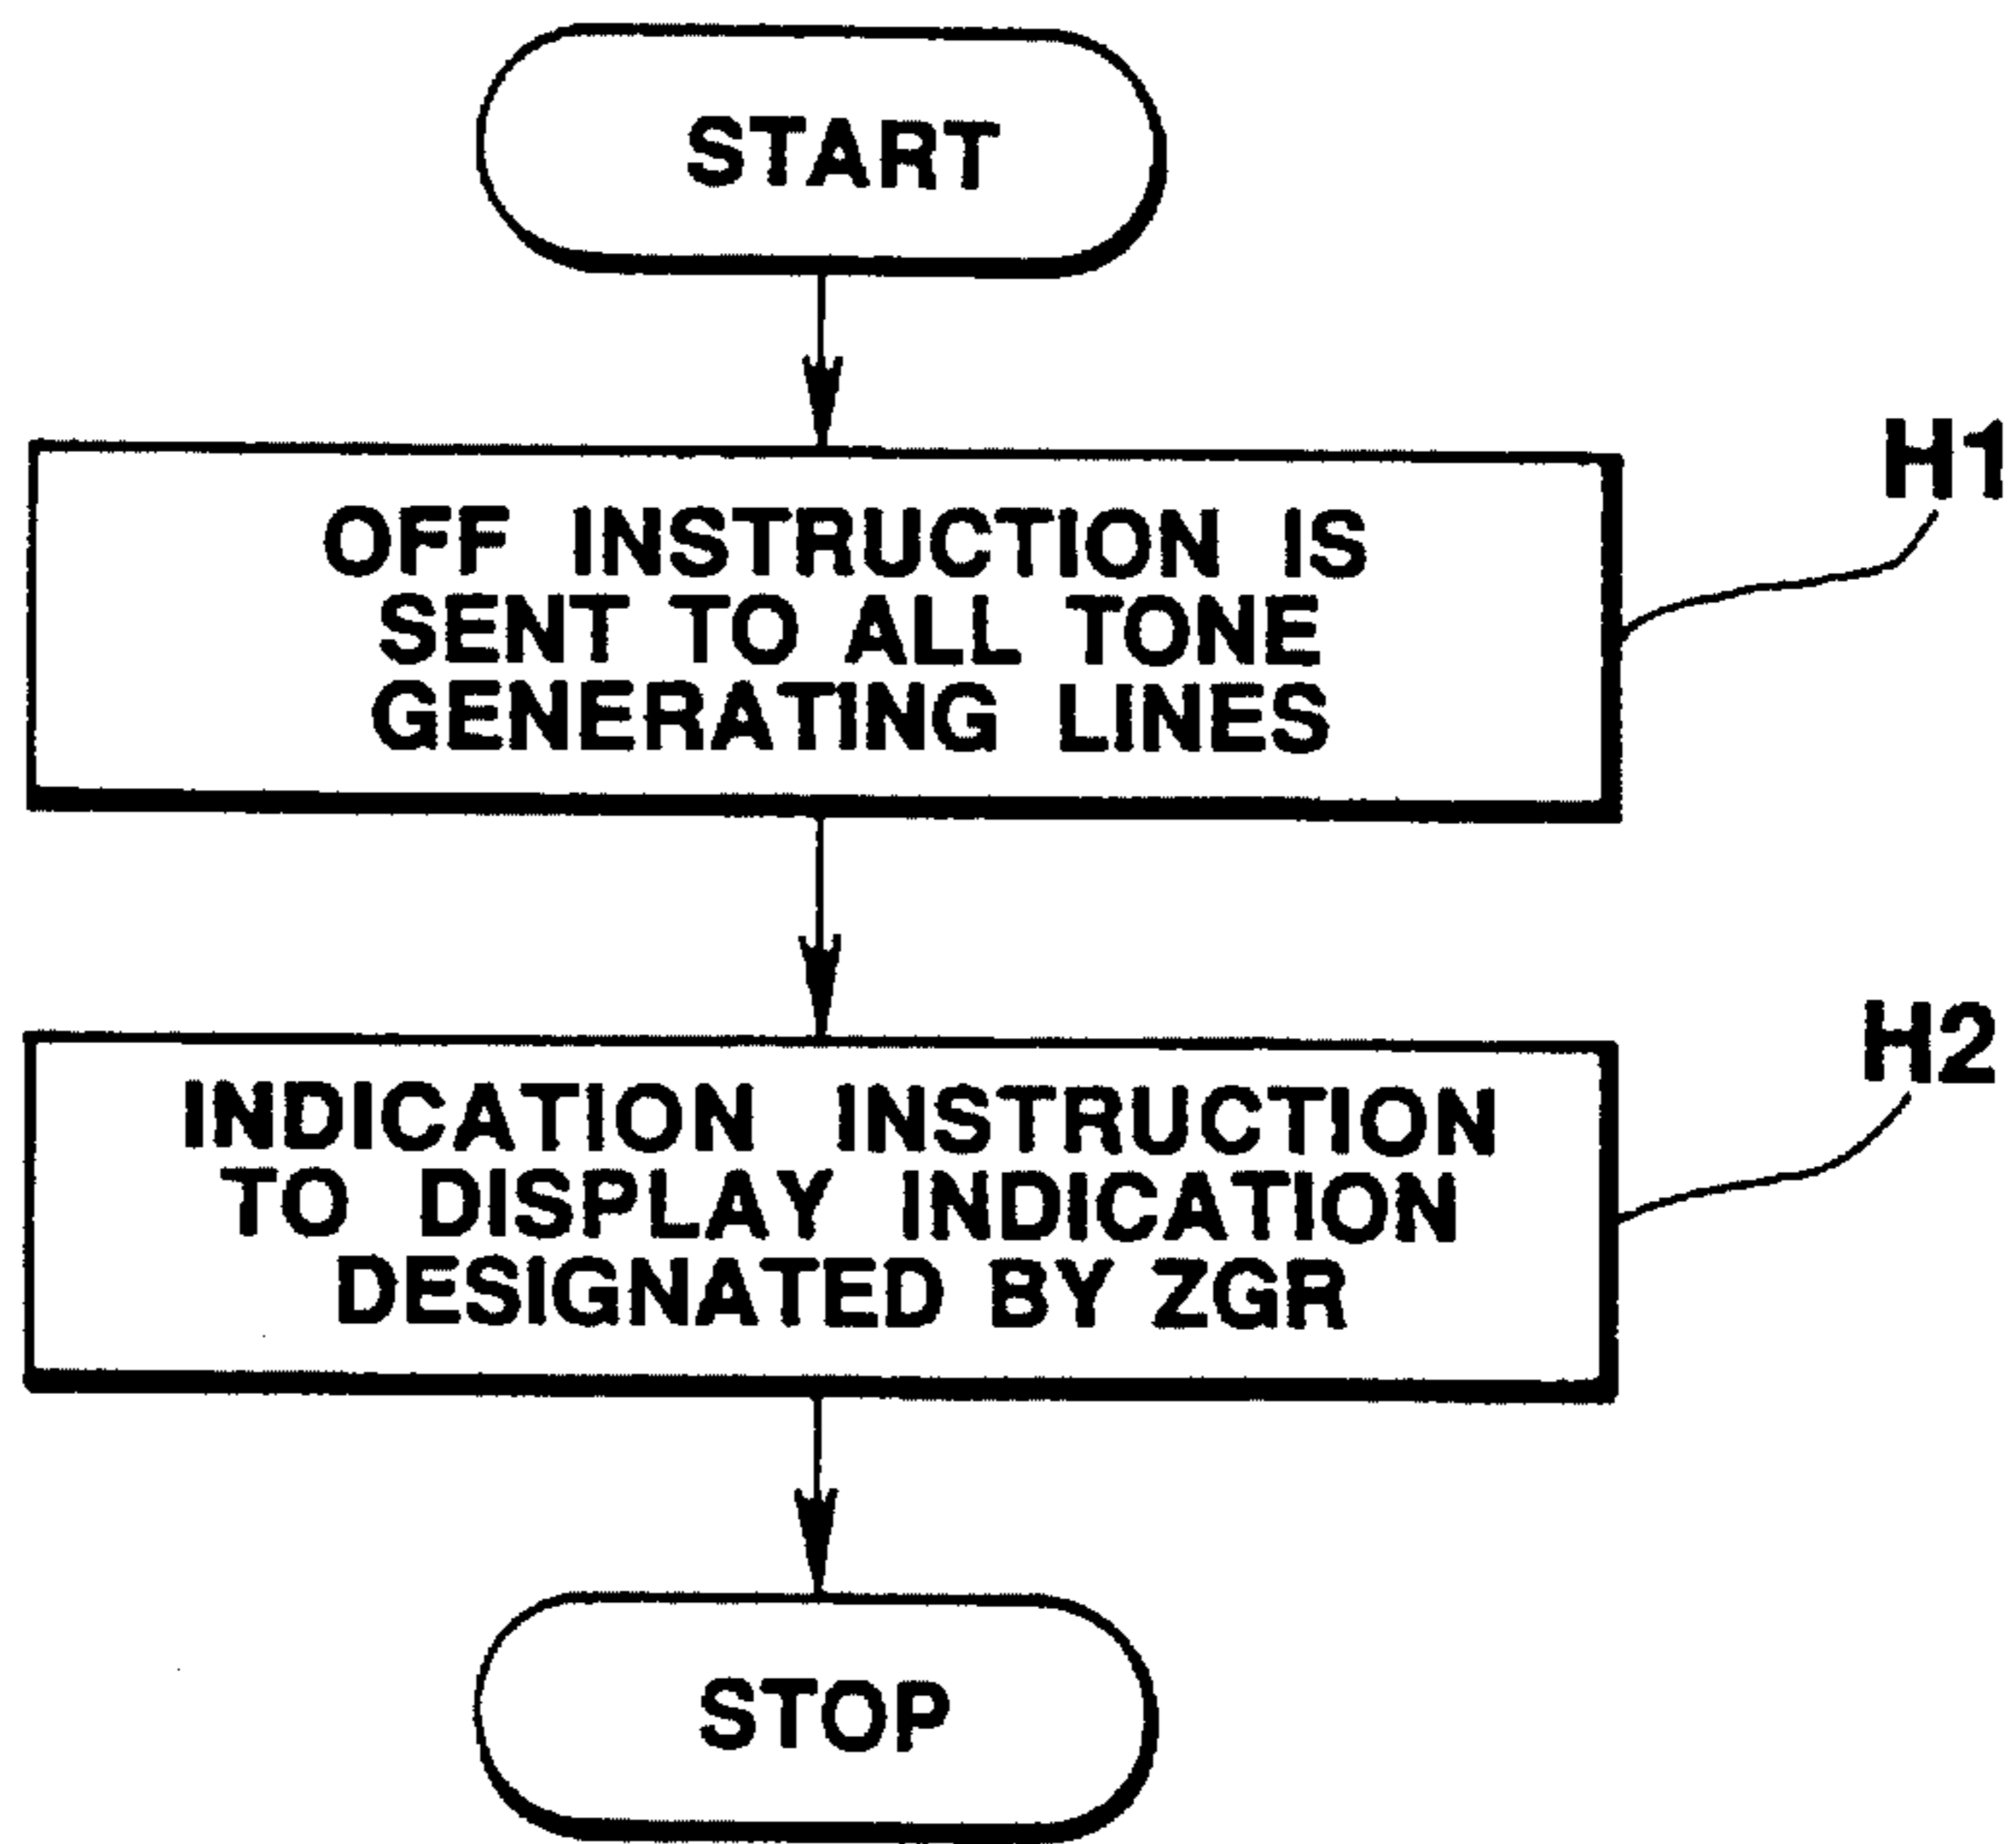 START
H1
OFF INSTRUCTION IS
SENT TO ALL TONE
GENERATING LINES
H2
INDICATION INSTRUCTION
TO DISPLAY INDICATION
DESIGNATED BY ZGR
STOP